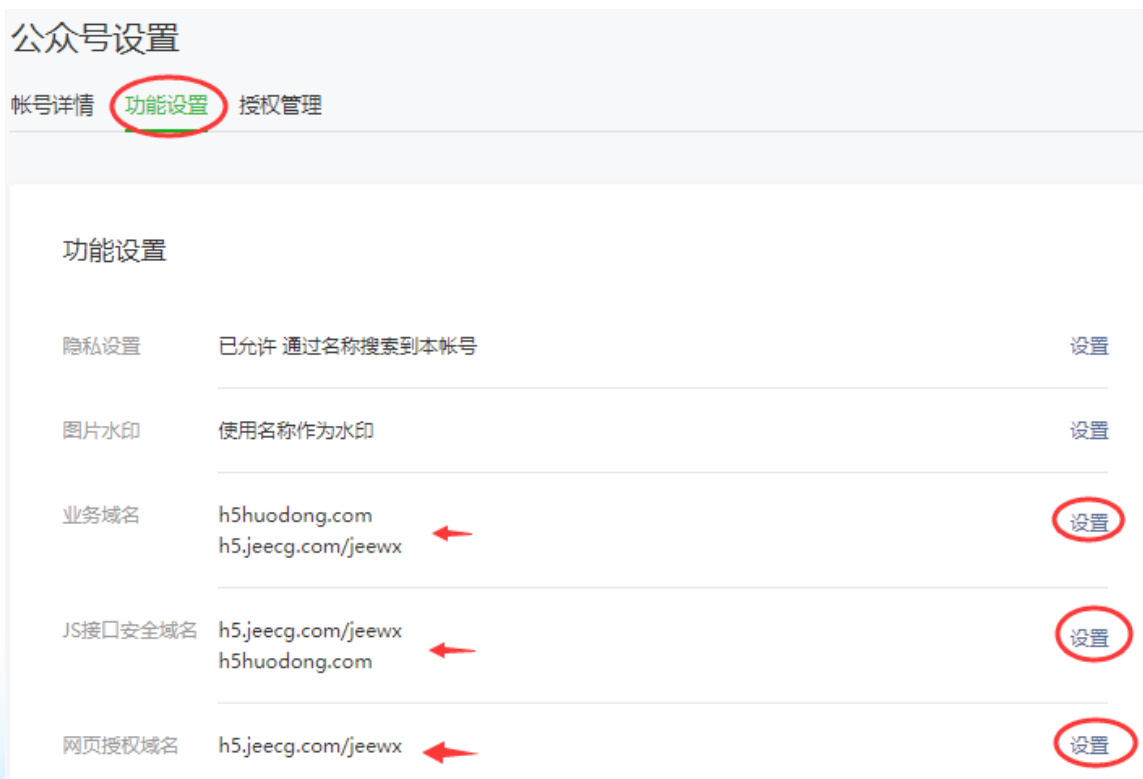 公众号设置
帐号详情 功能设置 授权管理
功能设置
隐私设置 已允许 通过名称搜索到本帐号 设置
图片水印 使用名称作为水印 设置
业务域名 h5huodong.com 设置
h5.jeecg.com/jeewx
JS接口安全域名 h5.jeecg.com/jeewx 设置
h5huodong.com
网页授权域名 h5.jeecg.com/jeewx 设置